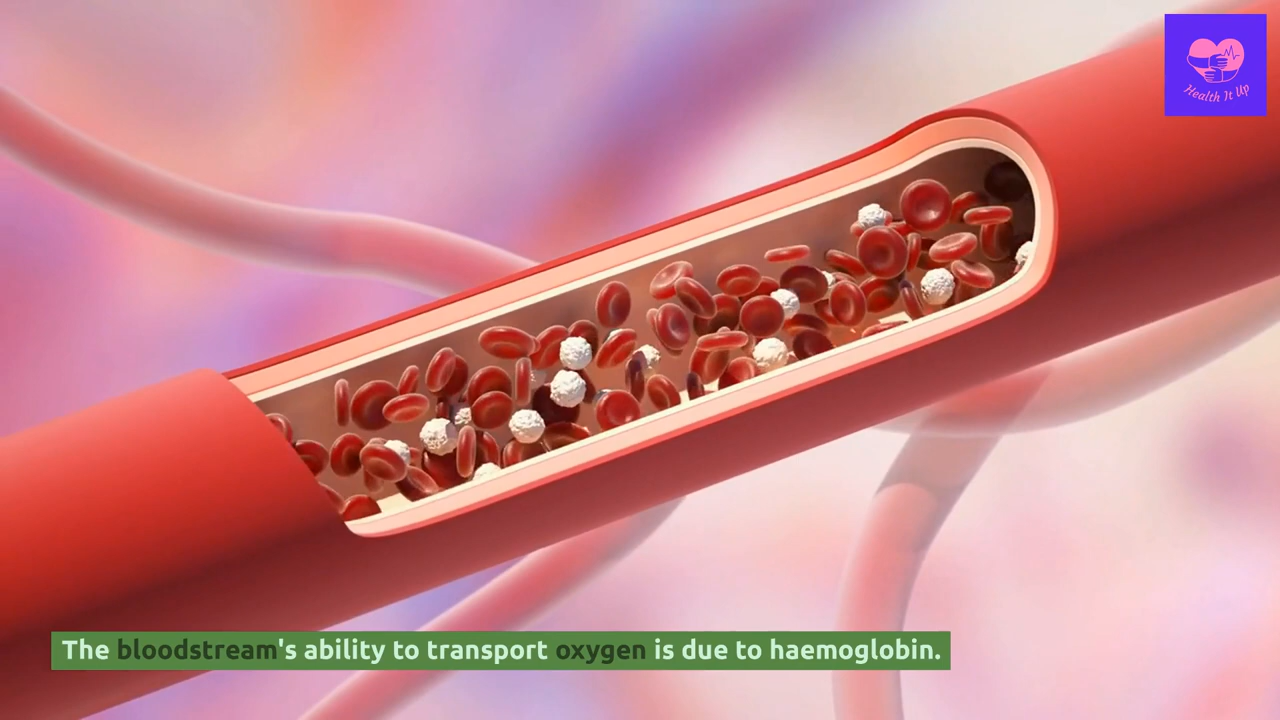 Health It Up
The bloodstream's ability to transport oxygen is due to haemoglobin.